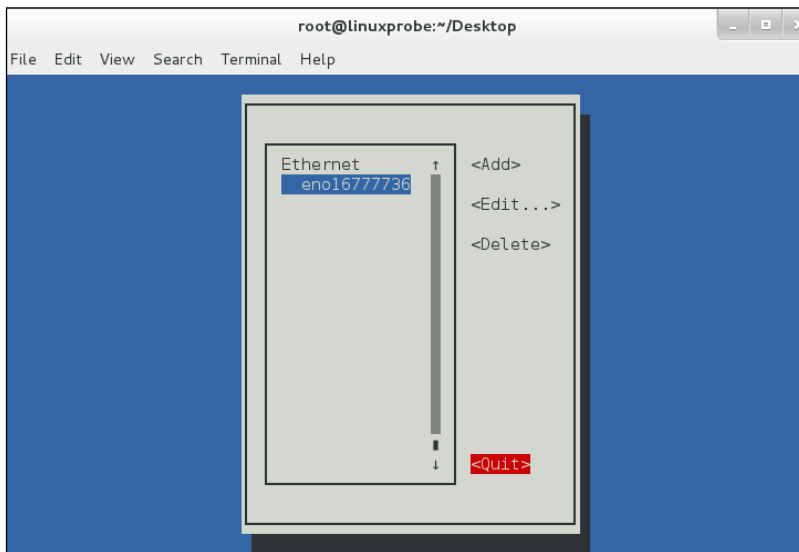 root@linuxprobe:~/Desktop
File Edit View Search Terminal Help
Ethernet ↑ <Add>
eno16777736
<Edit...>
<Delete>
↓ <Quit>